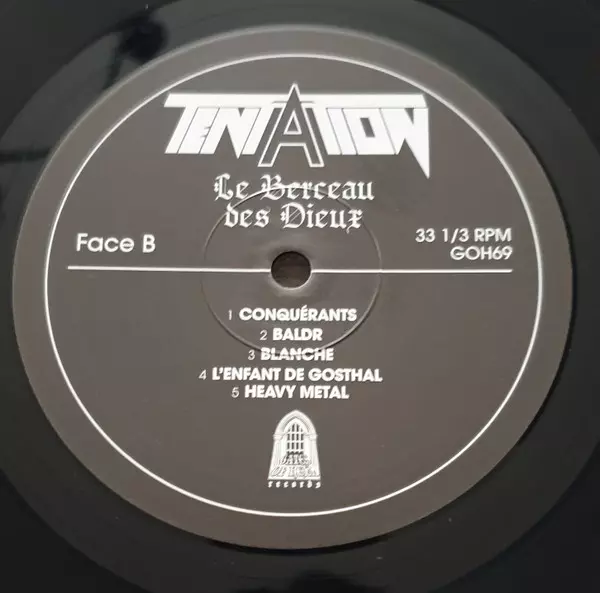 TENTATION
Le Berceau
des Dieux
Face B
33 1/3 RPM
GOH69
1 CONQUÉRANTS
2 BALDR
3 BLANCHE
4 L'ENFANT DE GOSTHAL
5 HEAVY METAL
records